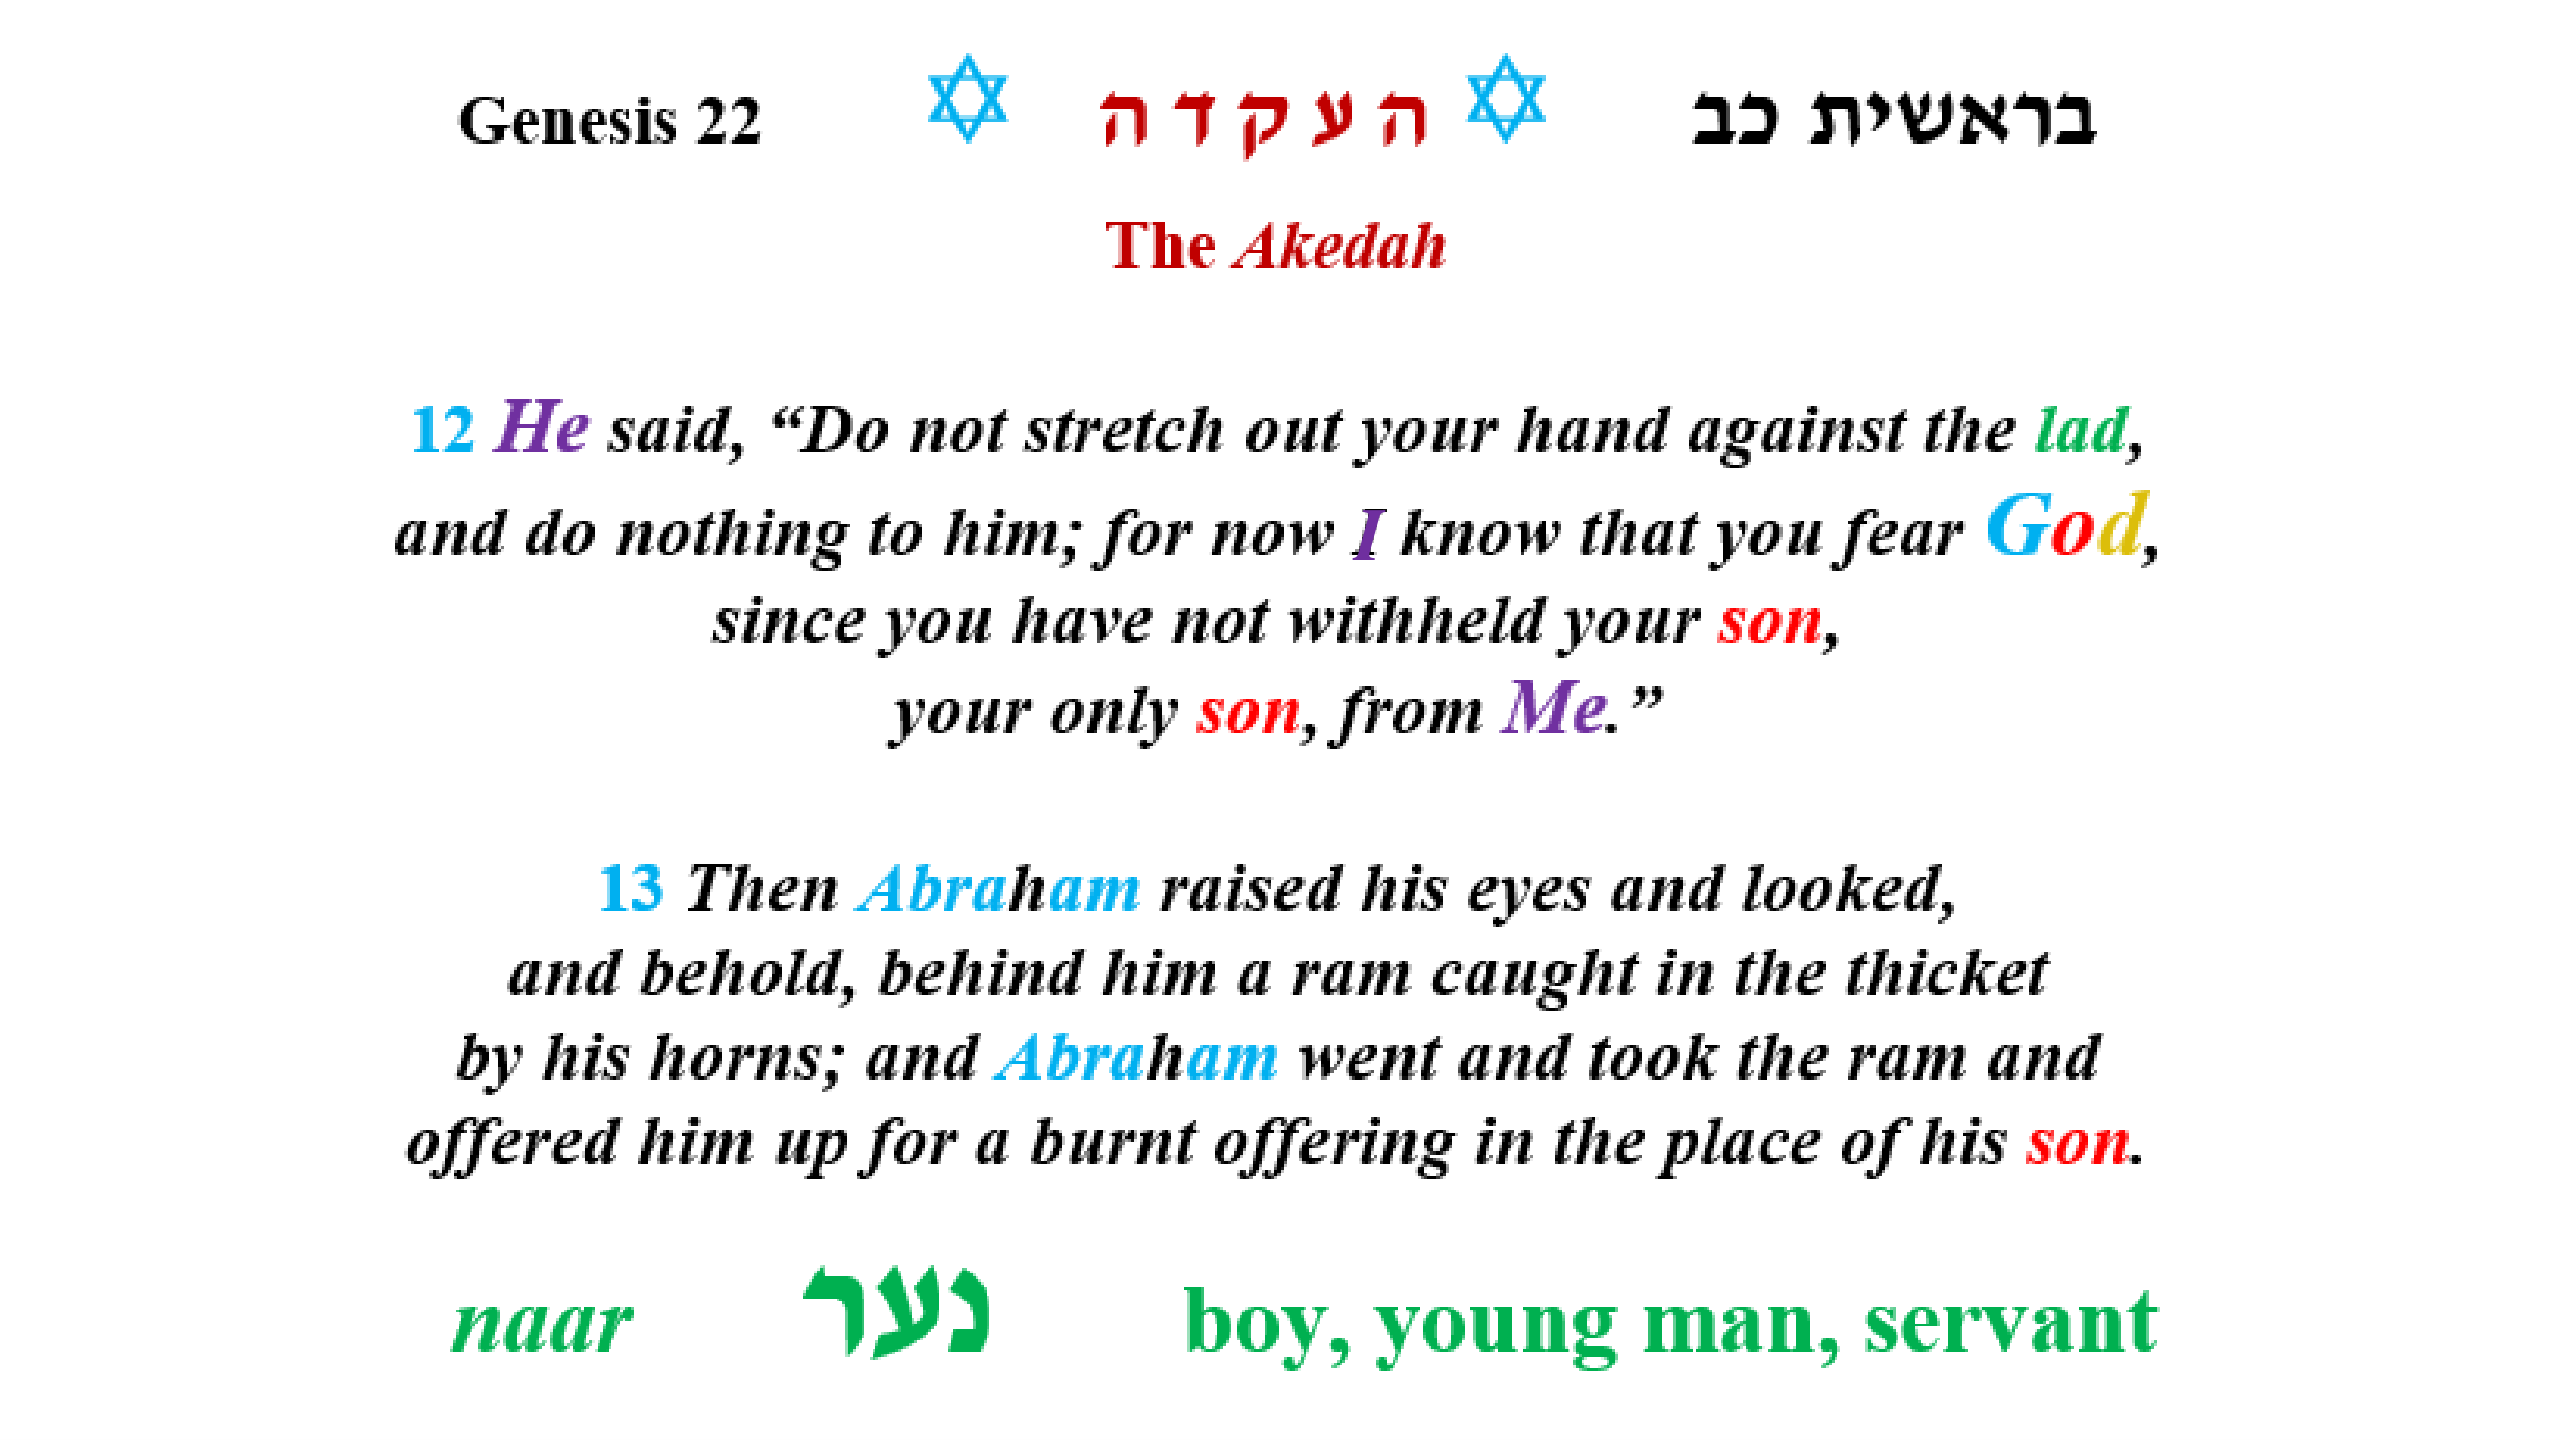 Genesis 22 ✡ ה ע ק ד ה ✡ בראשית כב
The Akedah
12 He said, “Do not stretch out your hand against the lad,
and do nothing to him; for now I know that you fear God,
since you have not withheld your son,
your only son, from Me.”
13 Then Abraham raised his eyes and looked,
and behold, behind him a ram caught in the thicket
by his horns; and Abraham went and took the ram and
offered him up for a burnt offering in the place of his son.
naar נער boy, young man, servant